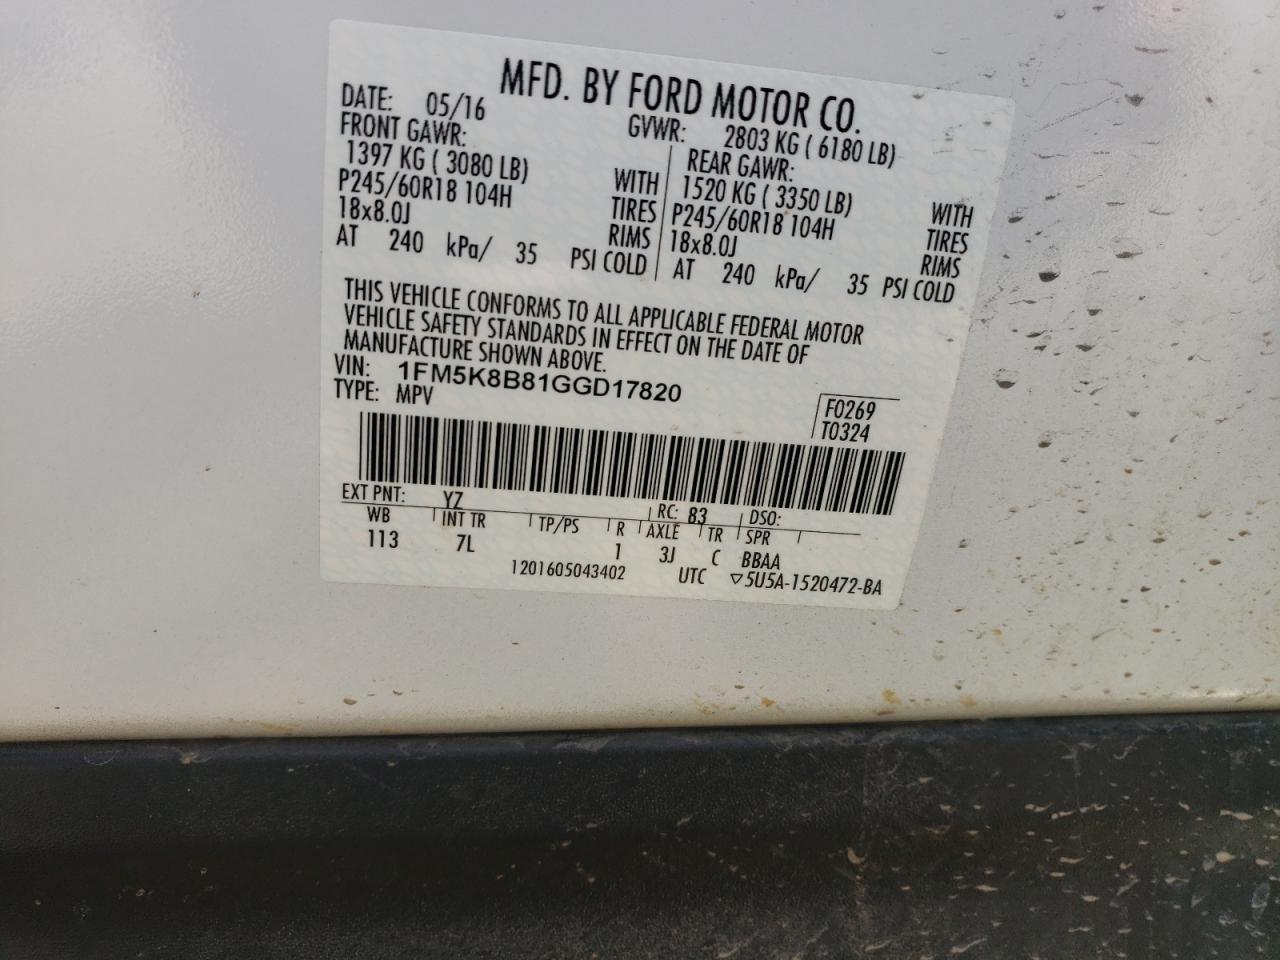 MFD. BY FORD MOTOR CO.
DATE: 05/16 GVWR: 2803 KG ( 6180 LB)
FRONT GAWR: REAR GAWR:
1397 KG ( 3080 LB) WITH 1520 KG ( 3350 LB) WITH
P245/60R18 104H TIRES P245/60R18 104H TIRES
18x8.0J RIMS 18x8.0J RIMS
AT 240 kPa/ 35 PSI COLD AT 240 kPa/ 35 PSI COLD
THIS VEHICLE CONFORMS TO ALL APPLICABLE FEDERAL MOTOR
VEHICLE SAFETY STANDARDS IN EFFECT ON THE DATE OF
MANUFACTURE SHOWN ABOVE.
VIN: 1FM5K8B81GGD17820
TYPE: MPV
F0269
T0324
EXT PNT: YZ RC: 83 DSO:
WB INT TR TP/PS R AXLE TR SPR
113 7L 1 3J C BBAA
1201605043402 UTC ▽5U5A-1520472-BA